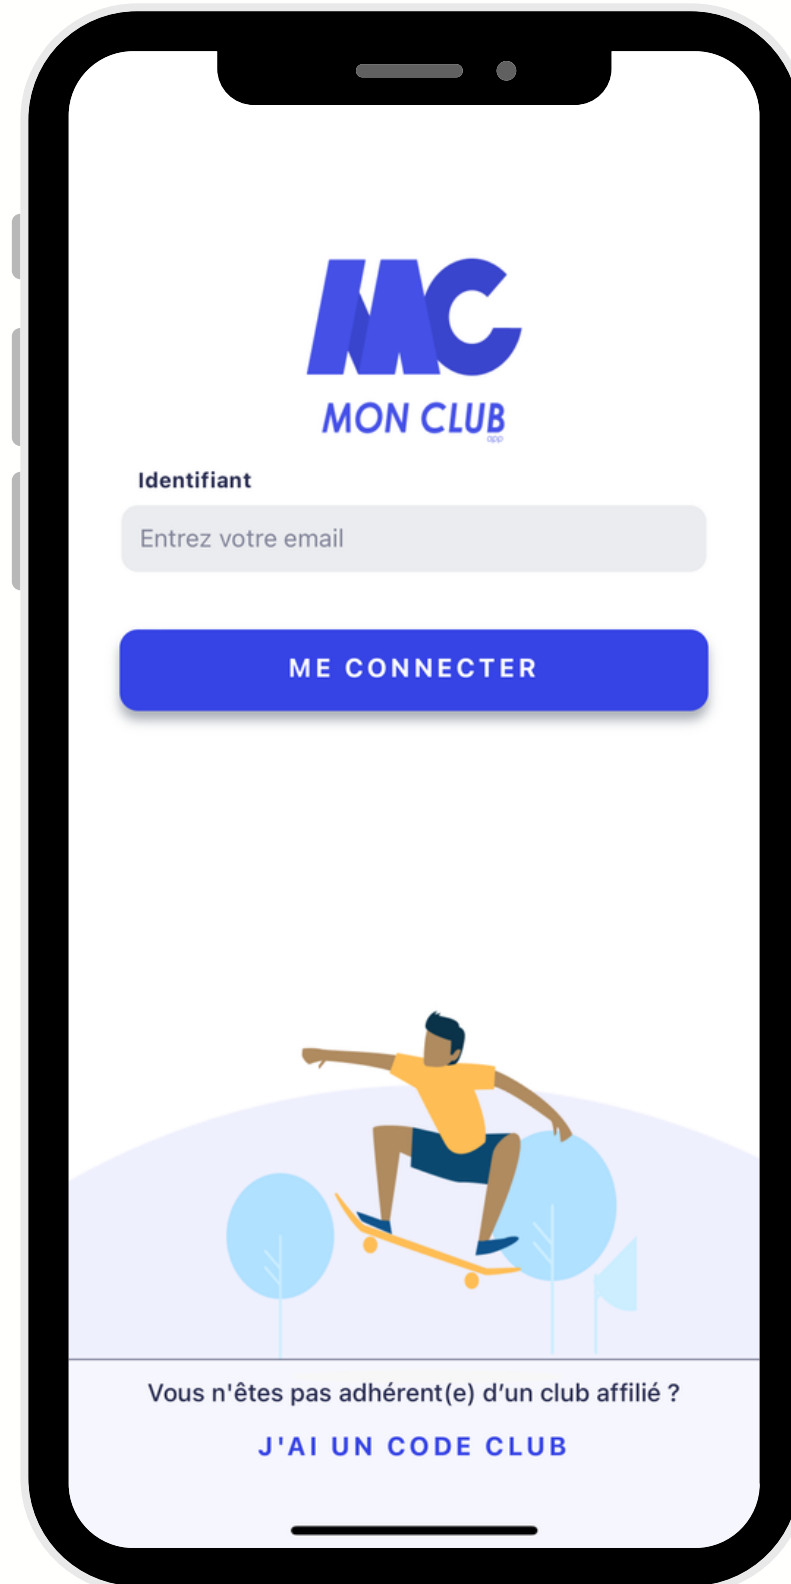 MC
MON CLUB
app
Identifiant
Entrez votre email
ME CONNECTER
Vous n'êtes pas adhérent(e) d’un club affilié ?
J'AI UN CODE CLUB